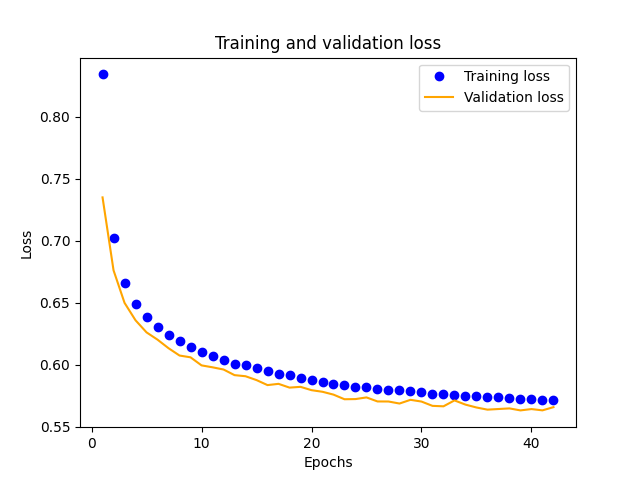 Training and validation loss
Training loss
Validation loss
0.80
0.75
0.70
0.65
0.60
0.55
Loss
0
10
20
30
40
Epochs